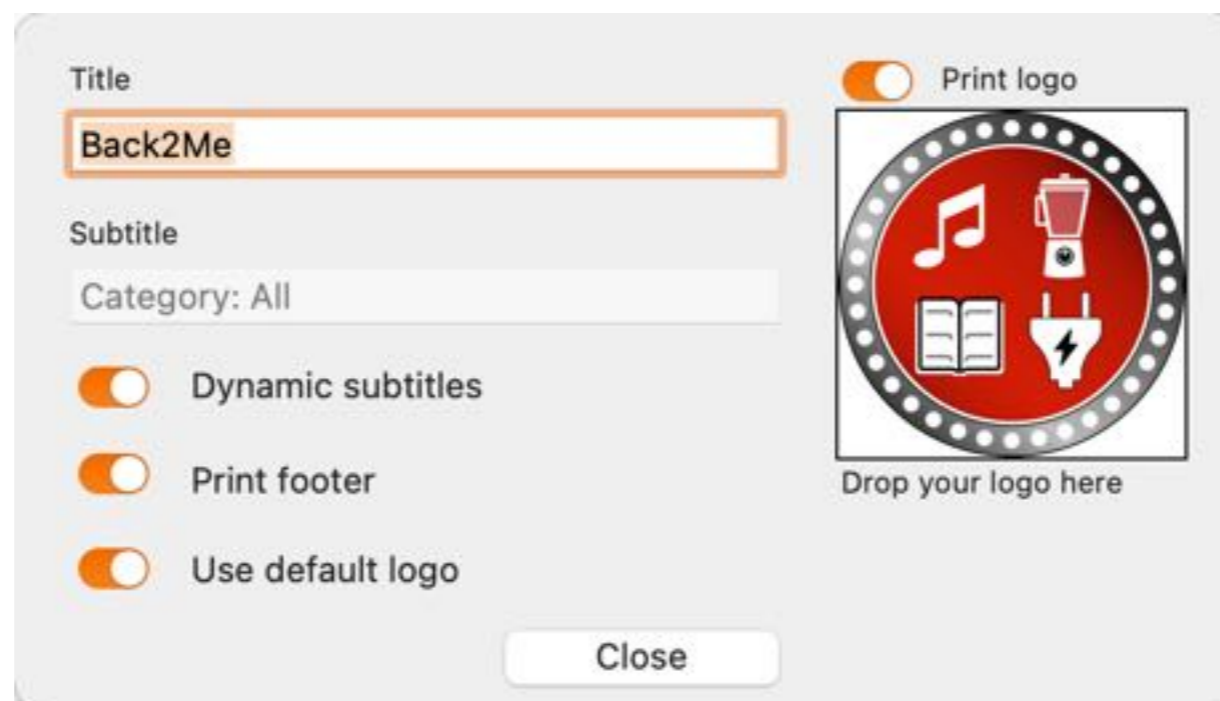 Title
Back2Me
Subtitle
Category: All
Dynamic subtitles
Print footer
Use default logo
Close
Print logo
Drop your logo here